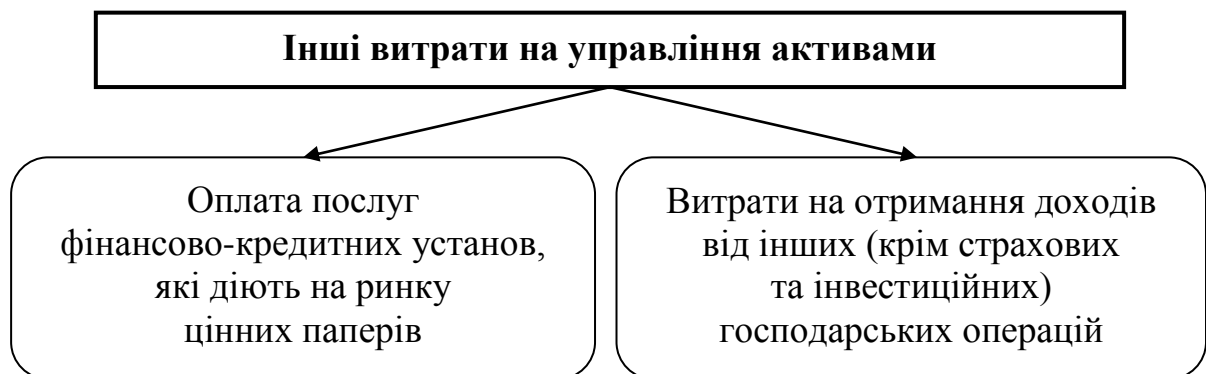 Інші витрати на управління активами
Оплата послуг
фінансово-кредитних установ,
які діють на ринку
цінних паперів
Витрати на отримання доходів
від інших (крім страхових
та інвестиційних)
господарських операцій